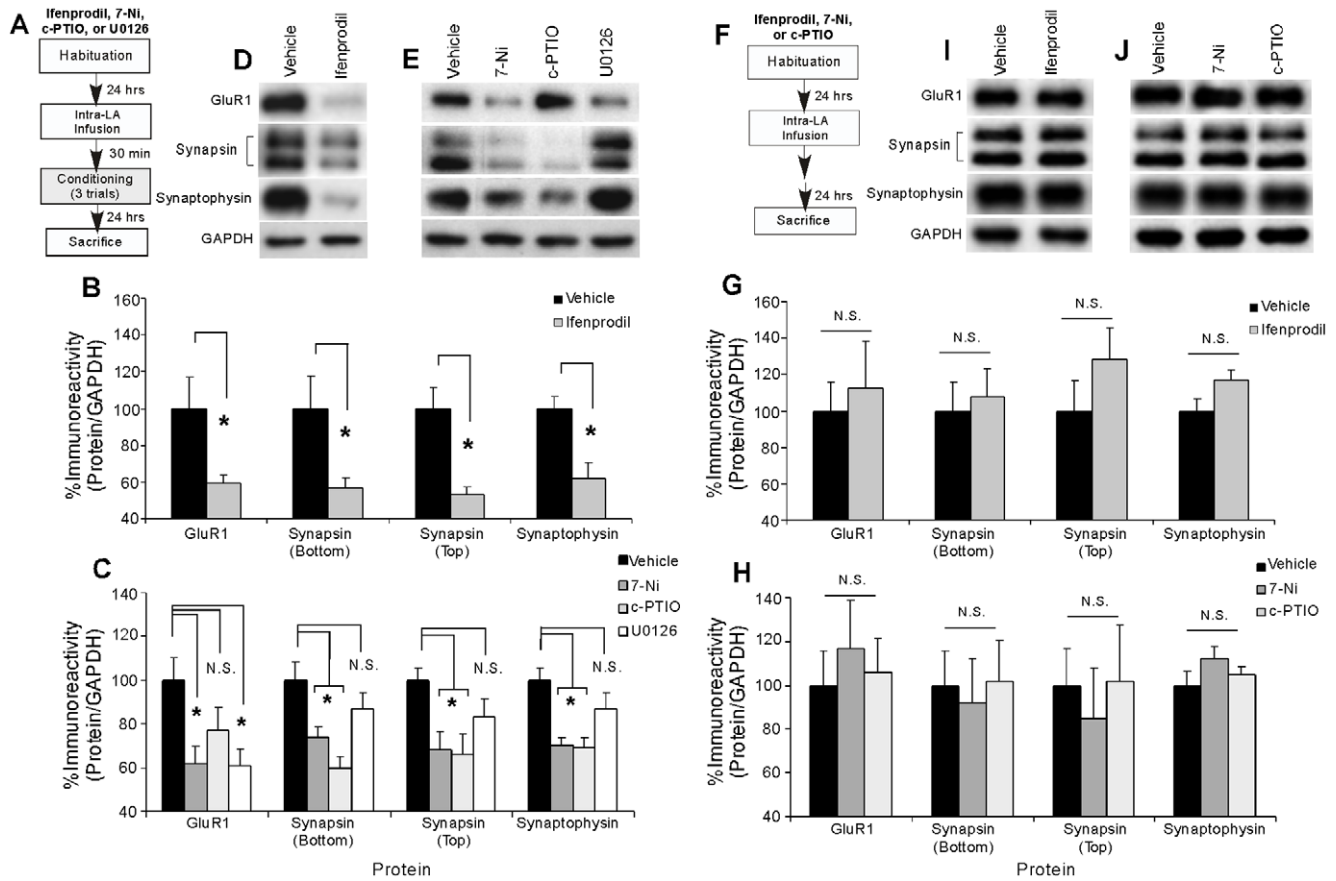 A
Ifenprodil, 7-Ni,
c-PTIO, or U0126
Habituation
24 hrs
Intra-LA
Infusion
30 min
Conditioning
(3 trials)
24 hrs
Sacrifice
D
Vehicle
Ifenprodil
GluR1
Synapsin
Synaptophysin
GAPDH
E
Vehicle
7-Ni
c-PTIO
U0126
F
Ifenprodil, 7-Ni,
or c-PTIO
Habituation
24 hrs
Intra-LA
Infusion
24 hrs
Sacrifice
I
Vehicle
Ifenprodil
GluR1
Synapsin
Synaptophysin
GAPDH
J
Vehicle
7-Ni
c-PTIO
B
%Immunoreactivity
(Protein/GAPDH)
160
140
120
100
80
60
40
Vehicle
Ifenprodil
*
*
*
*
GluR1
Synapsin
(Bottom)
Synapsin
(Top)
Synaptophysin
G
%Immunoreactivity
(Protein/GAPDH)
160
140
120
100
80
60
40
N.S.
N.S.
N.S.
N.S.
Vehicle
Ifenprodil
GluR1
Synapsin
(Bottom)
Synapsin
(Top)
Synaptophysin
C
%Immunoreactivity
(Protein/GAPDH)
140
120
100
80
60
40
Vehicle
7-Ni
c-PTIO
U0126
*
N.S.
*
*
N.S.
*
N.S.
*
N.S.
GluR1
Synapsin
(Bottom)
Synapsin
(Top)
Synaptophysin
Protein
H
%Immunoreactivity
(Protein/GAPDH)
140
120
100
80
60
40
N.S.
N.S.
N.S.
N.S.
Vehicle
7-Ni
c-PTIO
GluR1
Synapsin
(Bottom)
Synapsin
(Top)
Synaptophysin
Protein